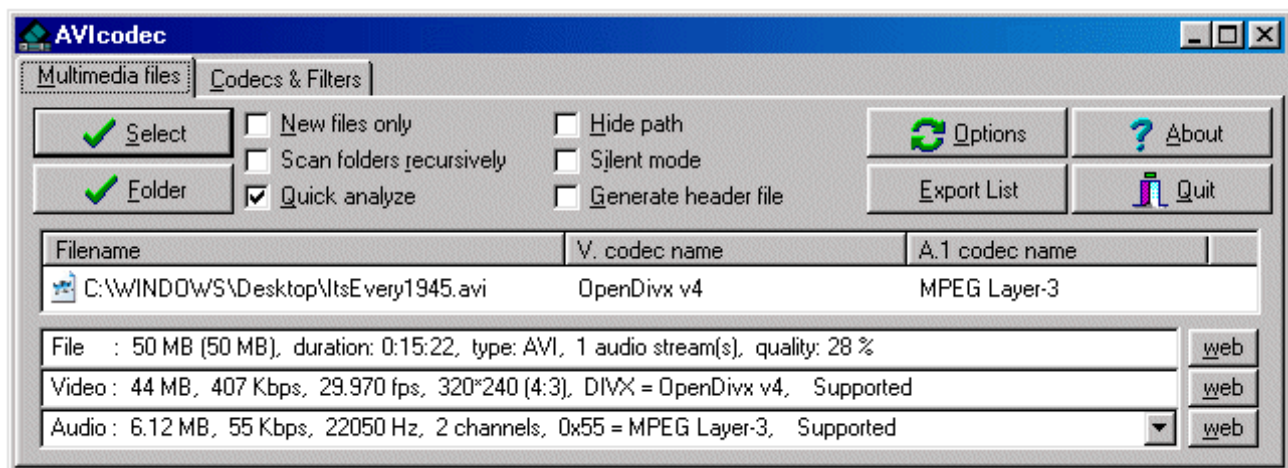 AVIcodec
Multimedia files Codecs & Filters
Select New files only Hide path Options About
Scan folders recursively Silent mode
Folder Quick analyze Generate header file Export List Quit
Filename V. codec name A.1 codec name
C:\WINDOWS\Desktop\ItsEvery1945.avi OpenDivx v4 MPEG Layer-3
File : 50 MB (50 MB), duration: 0:15:22, type: AVI, 1 audio stream(s), quality: 28 % web
Video : 44 MB, 407 Kbps, 29.970 fps, 320*240 (4:3), DIVX = OpenDivx v4, Supported web
Audio : 6.12 MB, 55 Kbps, 22050 Hz, 2 channels, 0x55 = MPEG Layer-3, Supported web